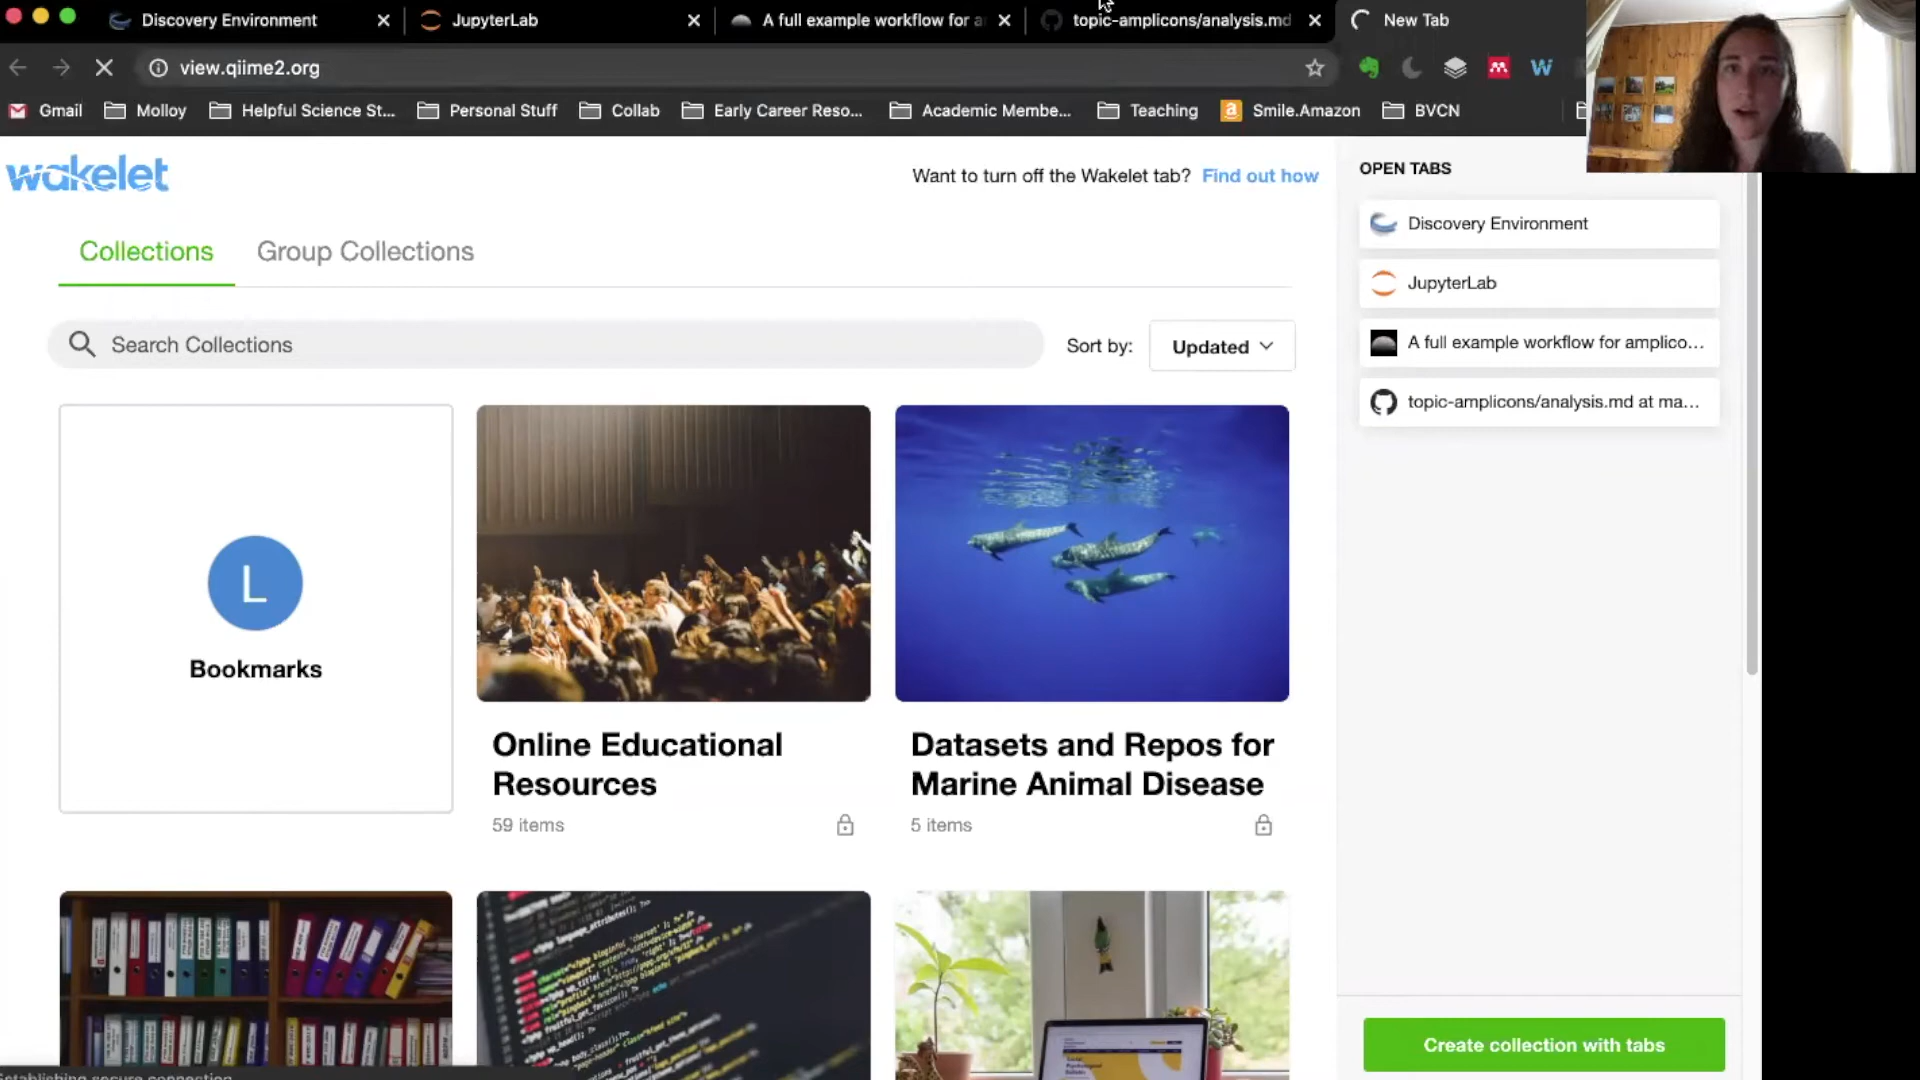 Discovery Environment
JupyterLab
A full example workflow for a
topic-amplicons/analysis.md
New Tab
view.qiime2.org
W
Gmail
Molloy
Helpful Science St...
Personal Stuff
Collab
Early Career Reso...
Academic Membe...
Teaching
Smile.Amazon
BVCN
wakelet
Want to turn off the Wakelet tab? Find out how
Collections
Group Collections
Search Collections
Sort by:
Updated
L
Bookmarks
Online Educational
Resources
59 items
Datasets and Repos for
Marine Animal Disease
5 items
OPEN TABS
Discovery Environment
JupyterLab
A full example workflow for amplico...
topic-amplicons/analysis.md at ma...
Create collection with tabs
Establishing secure connection